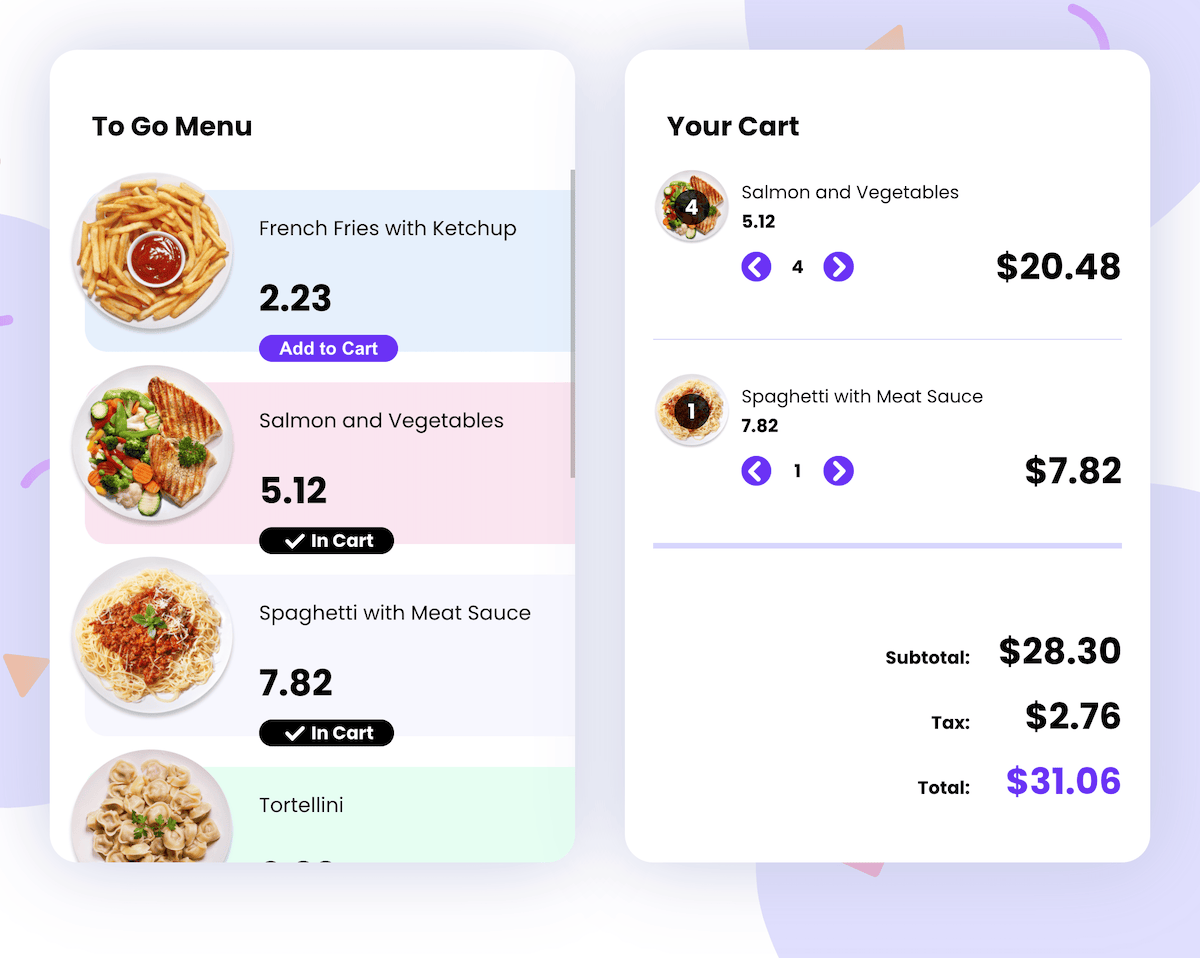 To Go Menu
French Fries with Ketchup
2.23
Add to Cart
Salmon and Vegetables
5.12
In Cart
Spaghetti with Meat Sauce
7.82
In Cart
Tortellini
Your Cart
4
Salmon and Vegetables
5.12
4
$20.48
1
Spaghetti with Meat Sauce
7.82
1
$7.82
Subtotal: $28.30
Tax: $2.76
Total: $31.06